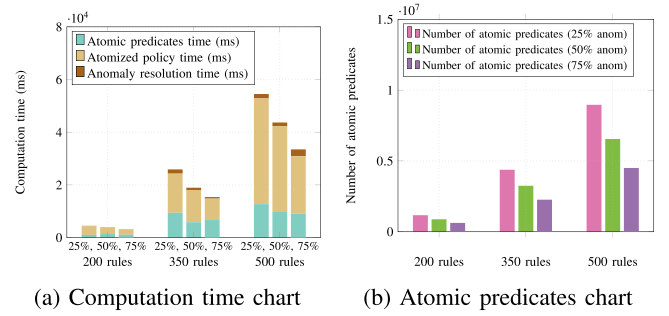 ·10⁴
8
6
4
2
0
Computation time (ms)
Atomic predicates time (ms)
Atomized policy time (ms)
Anomaly resolution time (ms)
25%, 50%, 75%
25%, 50%, 75%
25%, 50%, 75%
200 rules
350 rules
500 rules
(a) Computation time chart
·10⁷
1.5
1
0.5
0
Number of atomic predicates
Number of atomic predicates (25% anom)
Number of atomic predicates (50% anom)
Number of atomic predicates (75% anom)
200 rules
350 rules
500 rules
(b) Atomic predicates chart